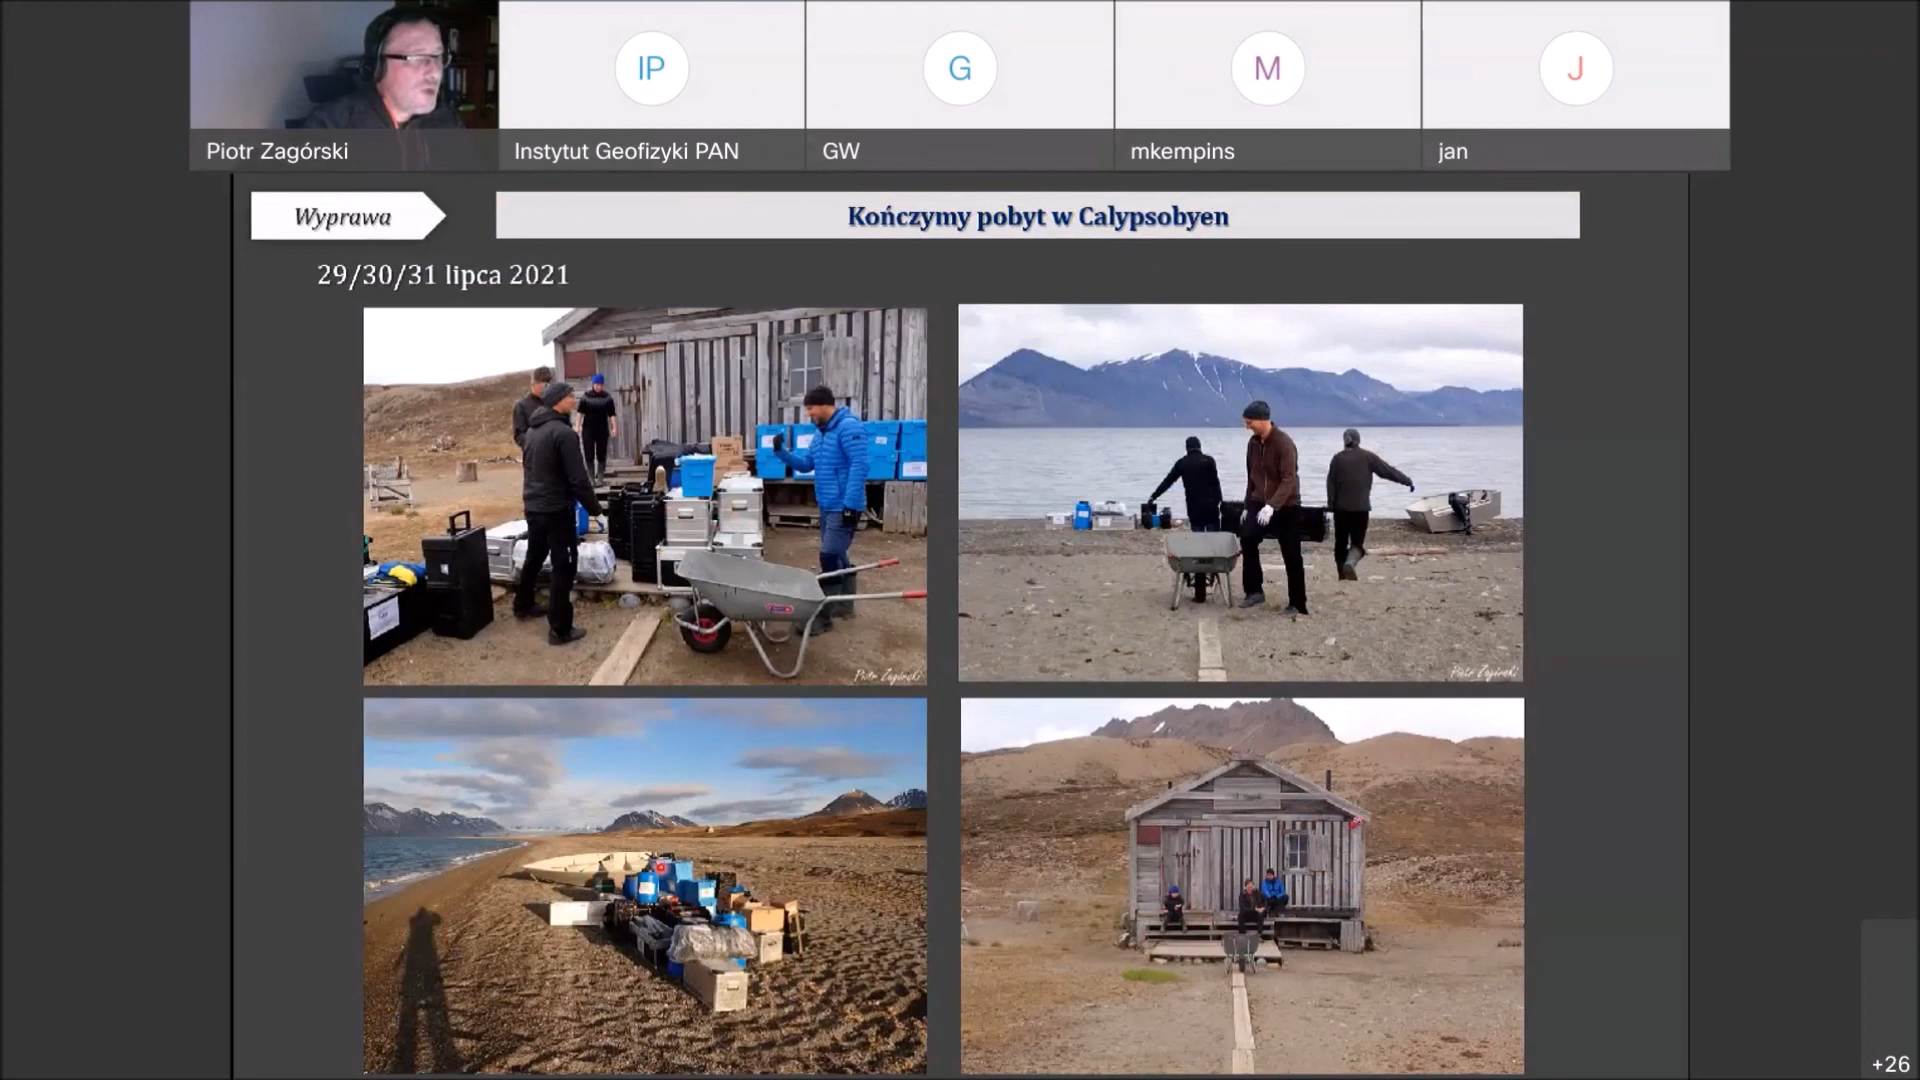 IP
G
M
J
Piotr Zagórski
Instytut Geofizyki PAN
GW
mkempins
jan
Wyprawa
Kończymy pobyt w Calypsobyen
29/30/31 lipca 2021
Piotr Zagórski
Piotr Zagórski
+26